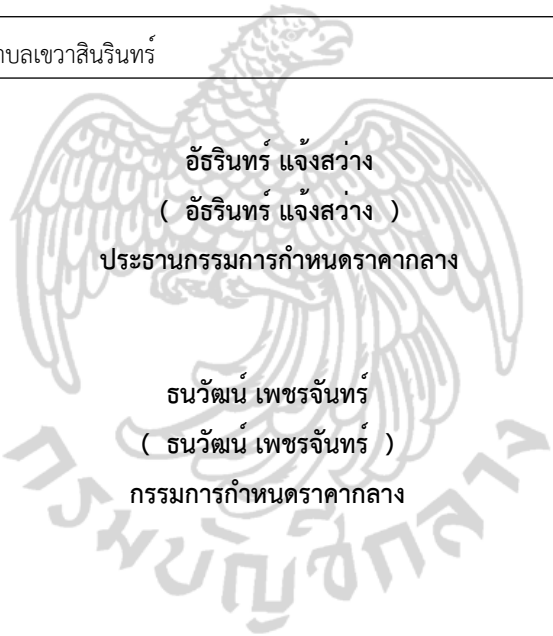 าบลเขวาสินรินทร์
อัธรินทร์ แจ้งสว่าง
( อัธรินทร์ แจ้งสว่าง )
ประธานกรรมการกำหนดราคากลาง
ธนวัฒน์ เพชรจันทร์
( ธนวัฒน์ เพชรจันทร์ )
กรรมการกำหนดราคากลาง
กรมบัญชีกลาง